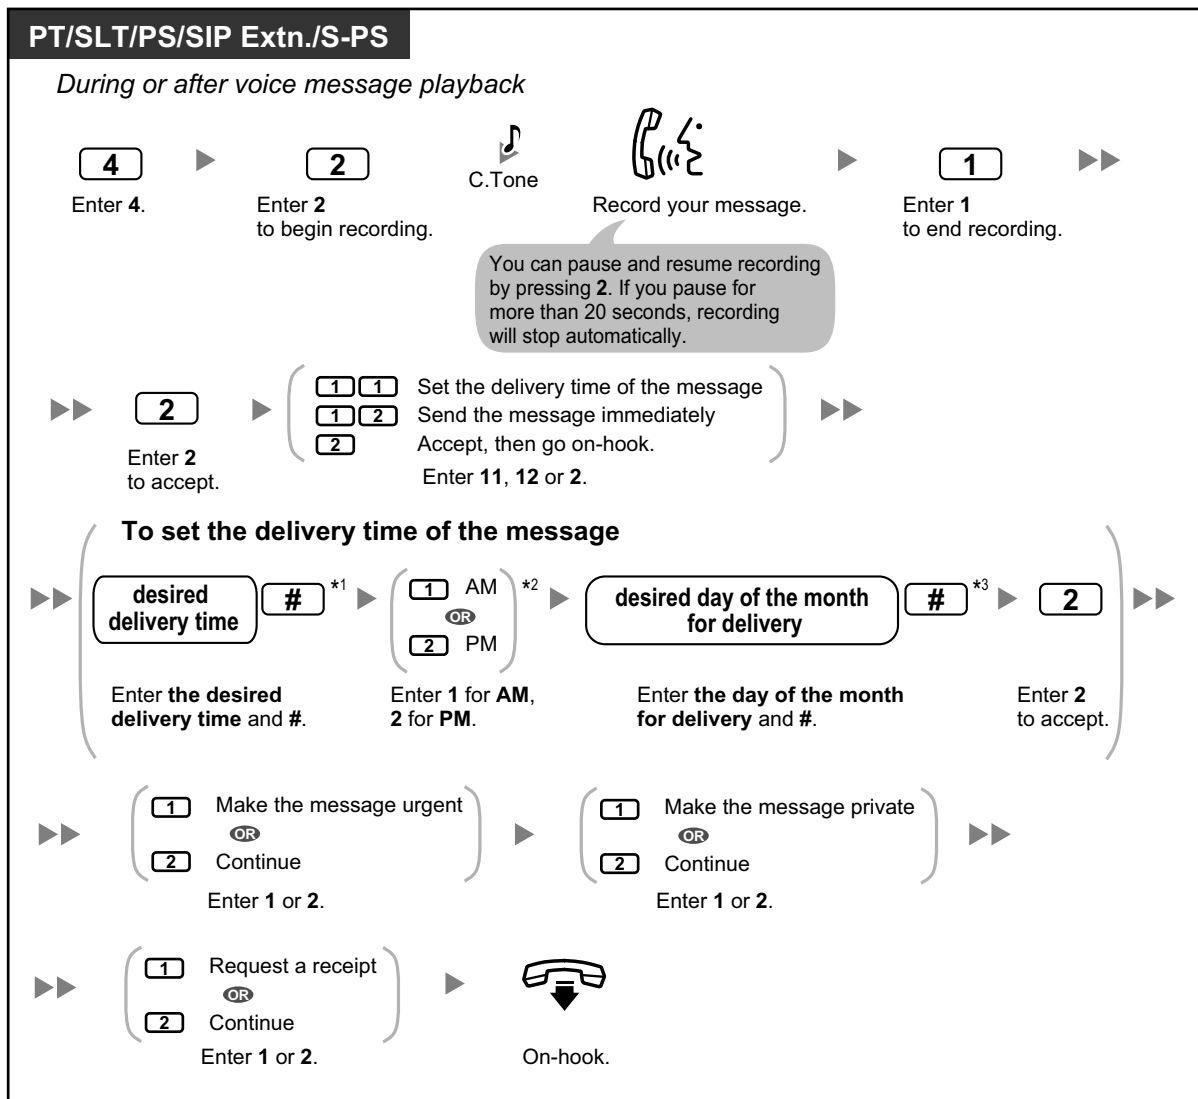 PT/SLT/PS/SIP Extn./S-PS
During or after voice message playback
4
2
C.Tone
1
Enter 4.
Enter 2
to begin recording.
Record your message.
Enter 1
to end recording.
You can pause and resume recording
by pressing 2. If you pause for
more than 20 seconds, recording
will stop automatically.
2
Enter 2
to accept.
1 1 Set the delivery time of the message
1 2 Send the message immediately
2 Accept, then go on-hook.
Enter 11, 12 or 2.
To set the delivery time of the message
desired
delivery time
# *1
1 AM
OR
2 PM
*2
desired day of the month
for delivery
# *3
2
Enter the desired
delivery time and #.
Enter 1 for AM,
2 for PM.
Enter the day of the month
for delivery and #.
Enter 2
to accept.
1 Make the message urgent
OR
2 Continue
Enter 1 or 2.
1 Make the message private
OR
2 Continue
Enter 1 or 2.
1 Request a receipt
OR
2 Continue
Enter 1 or 2.
On-hook.